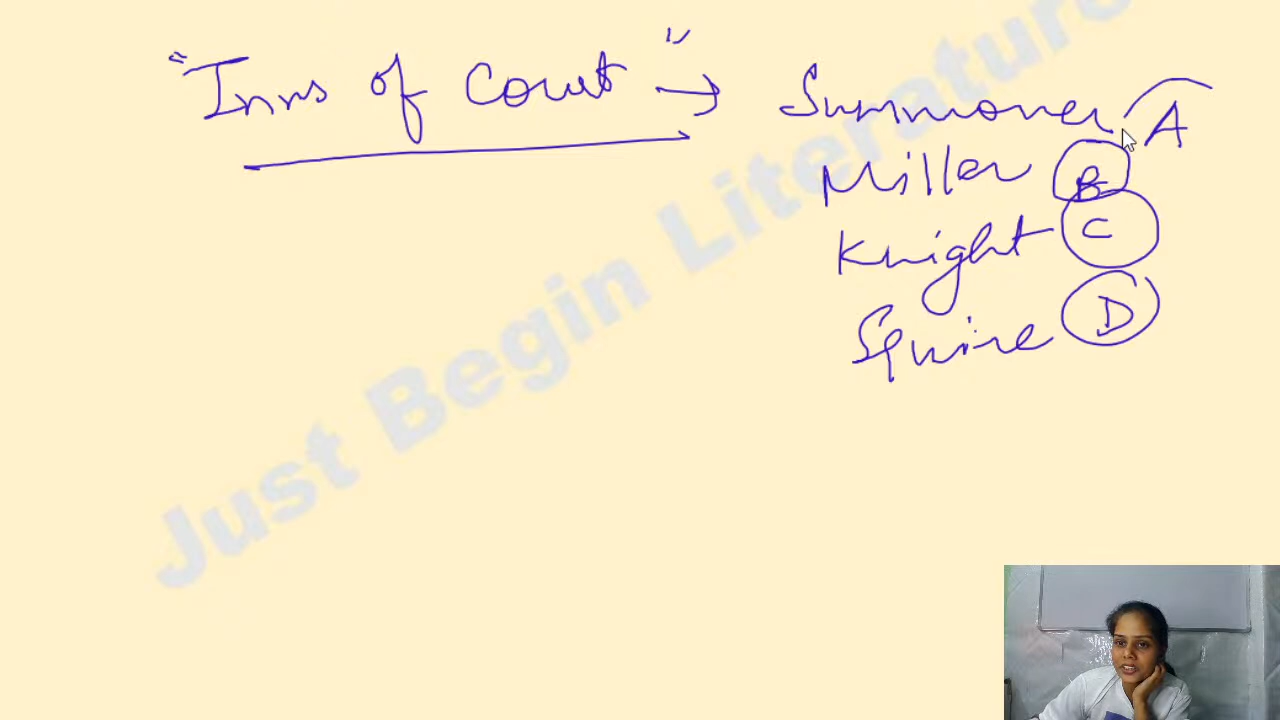 "Inns of Court" → Summoner A
Miller B
Knight C
Squire D
Just Begin Literature